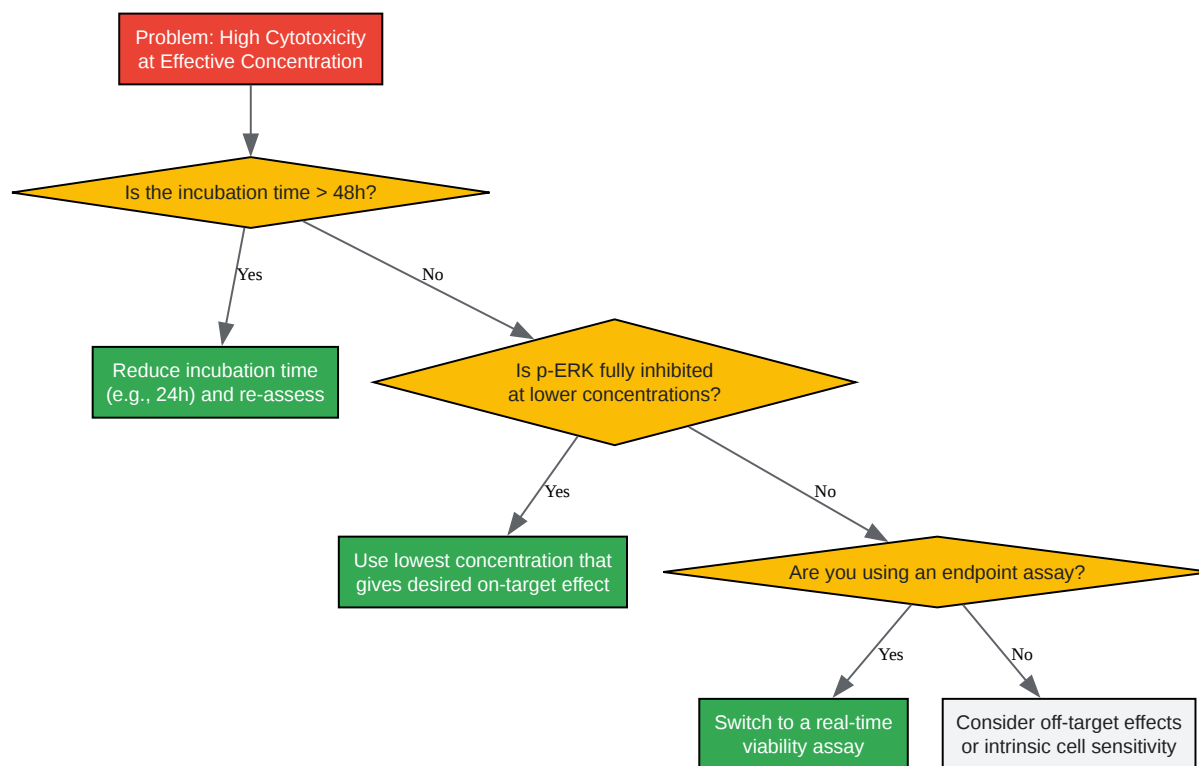 Problem: High Cytotoxicity
at Effective Concentration
Is the incubation time > 48h?
Yes
No
Reduce incubation time
(e.g., 24h) and re-assess
Is p-ERK fully inhibited
at lower concentrations?
Yes
No
Use lowest concentration that
gives desired on-target effect
Are you using an endpoint assay?
Yes
No
Switch to a real-time
viability assay
Consider off-target effects
or intrinsic cell sensitivity